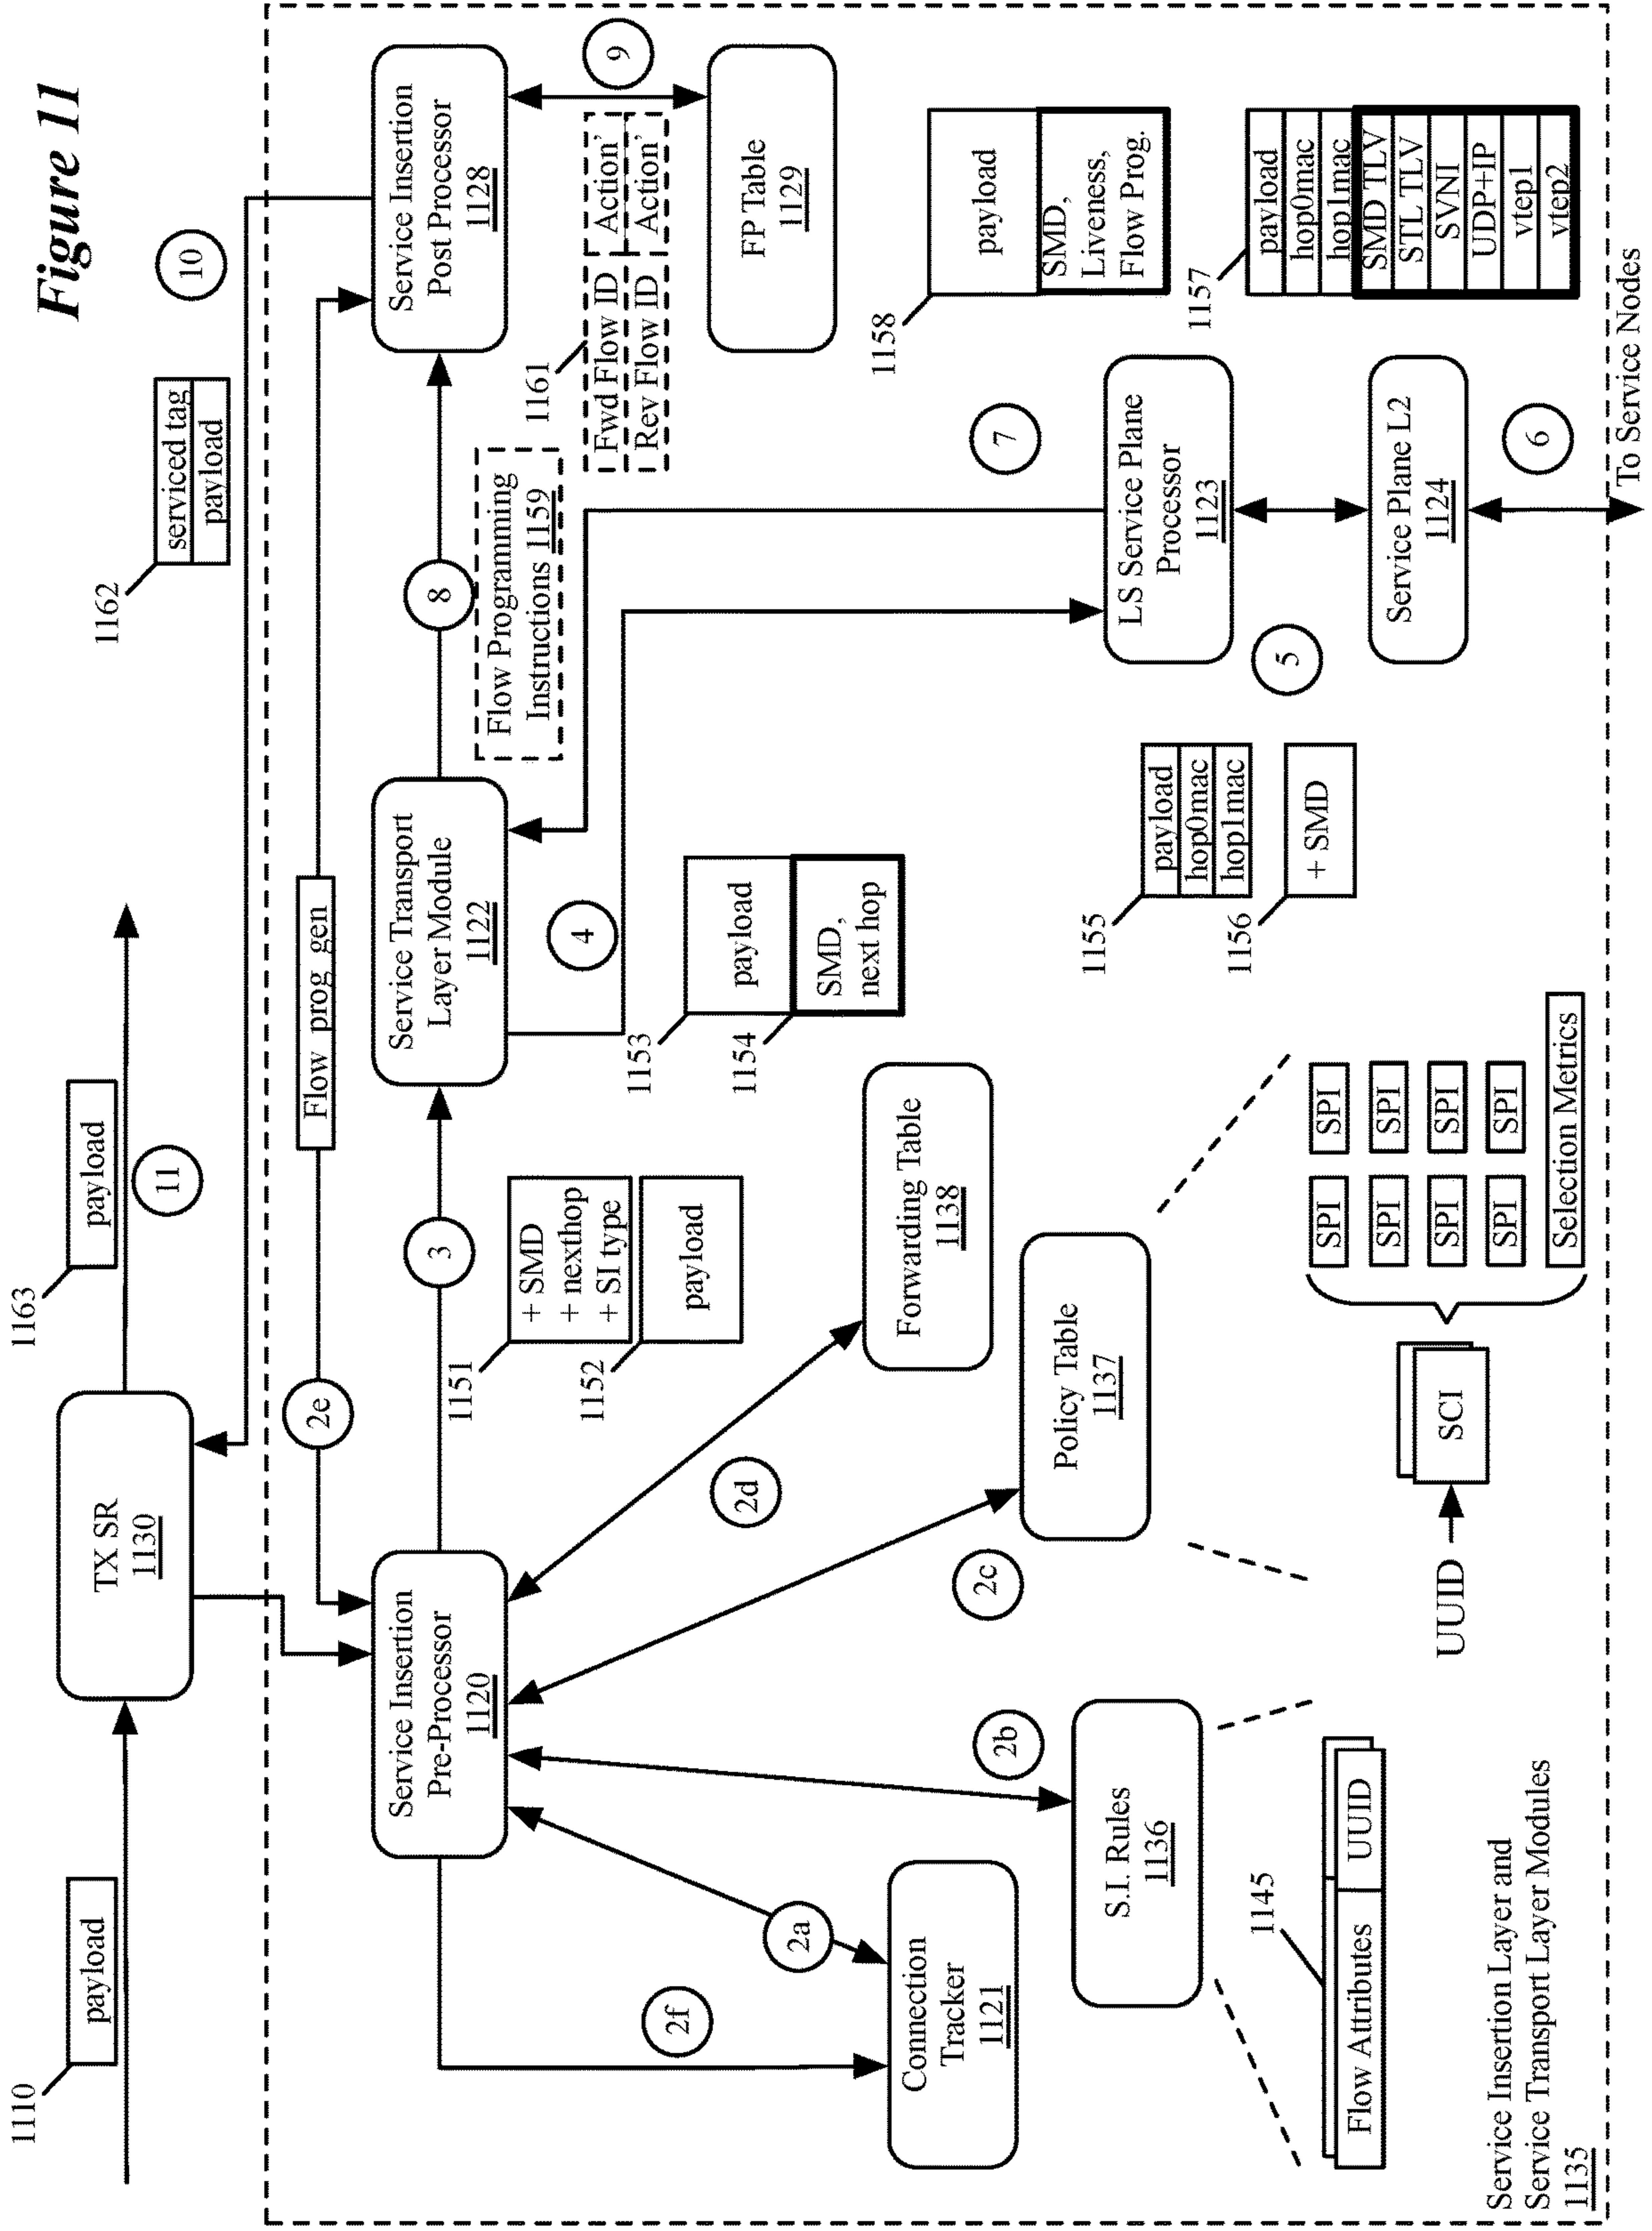 Figure 11
1110
payload
1163
payload
11
1162
serviced tag
payload
10
TX SR
1130
2e
Flow prog gen
Service Insertion
Pre-Processor
1120
3
Service Transport
Layer Module
1122
8
Service Insertion
Post Processor
1128
Flow Programming
Instructions 1159
1161
Fwd Flow ID
Action'
Rev Flow ID
Action'
9
FP Table
1129
2f
2a
2b
2c
2d
1151
+ SMD
+ nexthop
+ SI type
1152
payload
4
1153
payload
1154
SMD,
next hop
7
1158
payload
SMD,
Liveness,
Flow Prog.
Connection
Tracker
1121
S.I. Rules
1136
Policy Table
1137
Forwarding Table
1138
LS Service Plane
Processor
1123
5
Service Plane L2
1124
6
1155
payload
hop0mac
hop1mac
1156
+ SMD
1157
payload
hop0mac
hop1mac
SMD TLV
STL TLV
SVNI
UDP+IP
vtep1
vtep2
1145
Flow Attributes
UUID
UUID
SCI
SPI
SPI
SPI
SPI
SPI
SPI
SPI
SPI
Selection Metrics
Service Insertion Layer and
Service Transport Layer Modules
1135
To Service Nodes